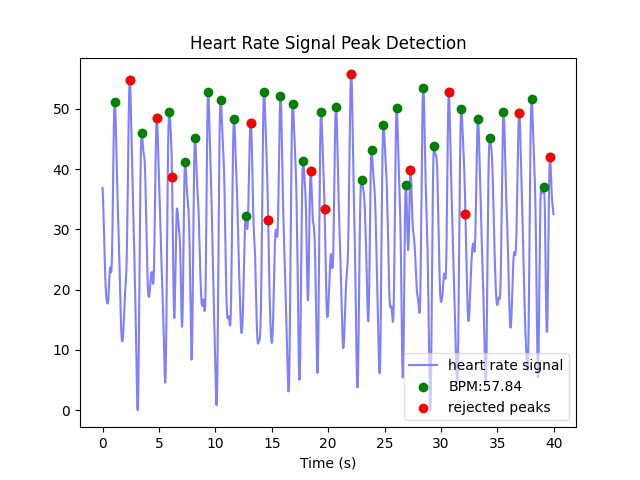 Heart Rate Signal Peak Detection
50
40
30
20
10
0
0 5 10 15 20 25 30 35 40
Time (s)
heart rate signal
BPM:57.84
rejected peaks